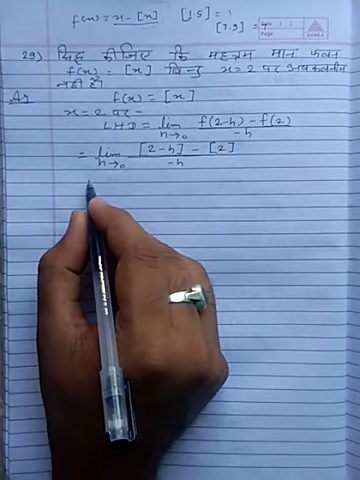 f(x) = x - [x]   [1.5] = 1
[7.9] =
29) सिद्ध कीजिए कि महत्तम मान फलन
f(x) = [x] बिन्दु x = 2 पर अवकलनीय
नहीं है।
Ans   f(x) = [x]
x = 2 पर -
LHD = lim h→0 f(2-h) - f(2) / -h
= lim h→0 [2-h] - [2] / -h